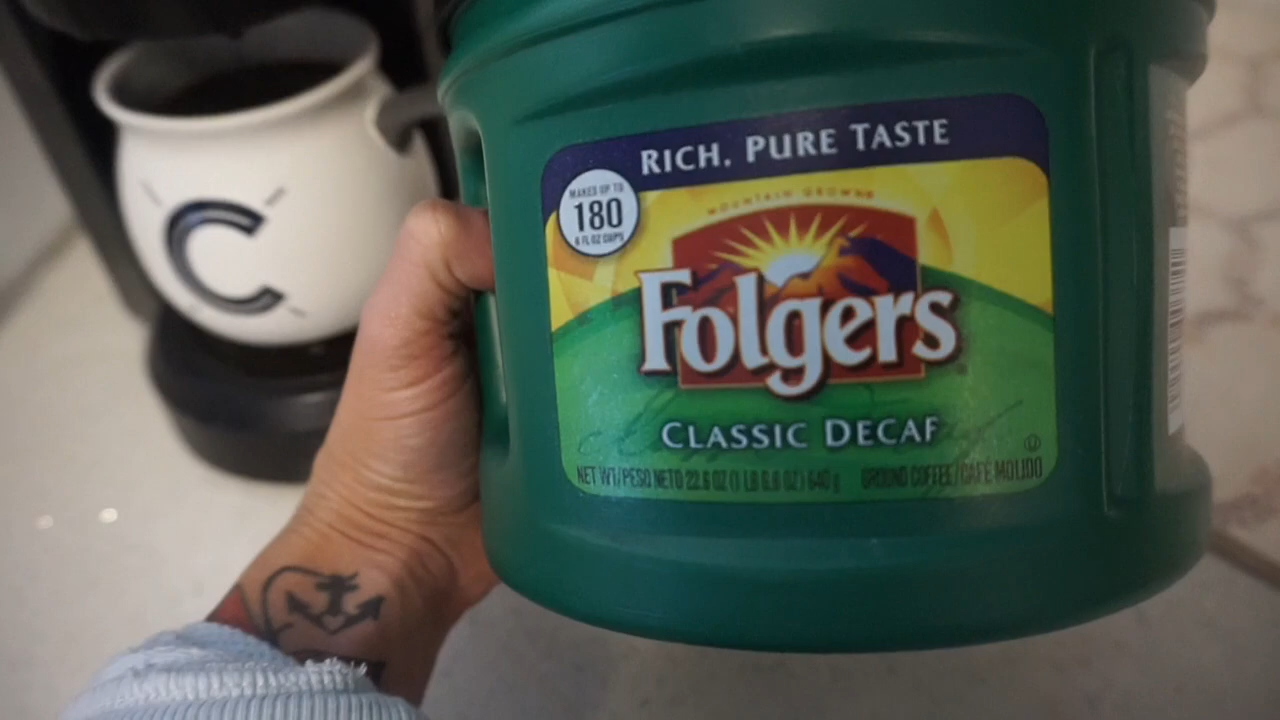 C
RICH, PURE TASTE
MAKES UP TO
180
6 FL OZ CUPS
MOUNTAIN GROWN®
Folgers®
CLASSIC DECAF
NET WT/PESO NETO 22.6 OZ (1 LB 6.6 OZ) 640 g
GROUND COFFEE/CAFÉ MOLIDO